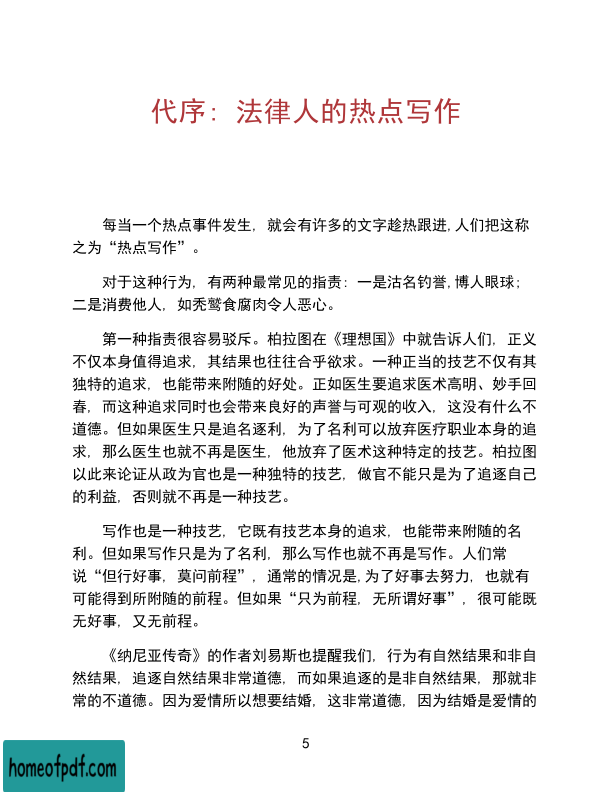 代序：法律人的热点写作
每当一个热点事件发生，就会有许多的文字趁热跟进,人们把这称
之为“热点写作”。
对于这种行为，有两种最常见的指责：一是沽名钓誉,博人眼球；
二是消费他人，如秃鹫食腐肉令人恶心。
第一种指责很容易驳斥。柏拉图在《理想国》中就告诉人们，正义
不仅本身值得追求，其结果也往往合乎欲求。一种正当的技艺不仅有其
独特的追求，也能带来附随的好处。正如医生要追求医术高明、妙手回
春，而这种追求同时也会带来良好的声誉与可观的收入，这没有什么不
道德。但如果医生只是追名逐利，为了名利可以放弃医疗职业本身的追
求，那么医生也就不再是医生，他放弃了医术这种特定的技艺。柏拉图
以此来论证从政为官也是一种独特的技艺，做官不能只是为了追逐自己
的利益，否则就不再是一种技艺。
写作也是一种技艺，它既有技艺本身的追求，也能带来附随的名
利。但如果写作只是为了名利，那么写作也就不再是写作。人们常
说“但行好事，莫问前程”，通常的情况是,为了好事去努力，也就有
可能得到所附随的前程。但如果“只为前程，无所谓好事”，很可能既
无好事，又无前程。
《纳尼亚传奇》的作者刘易斯也提醒我们，行为有自然结果和非自
然结果，追逐自然结果非常道德，而如果追逐的是非自然结果，那就非
常的不道德。因为爱情所以想要结婚，这非常道德，因为结婚是爱情的
5
homeofpdf.com